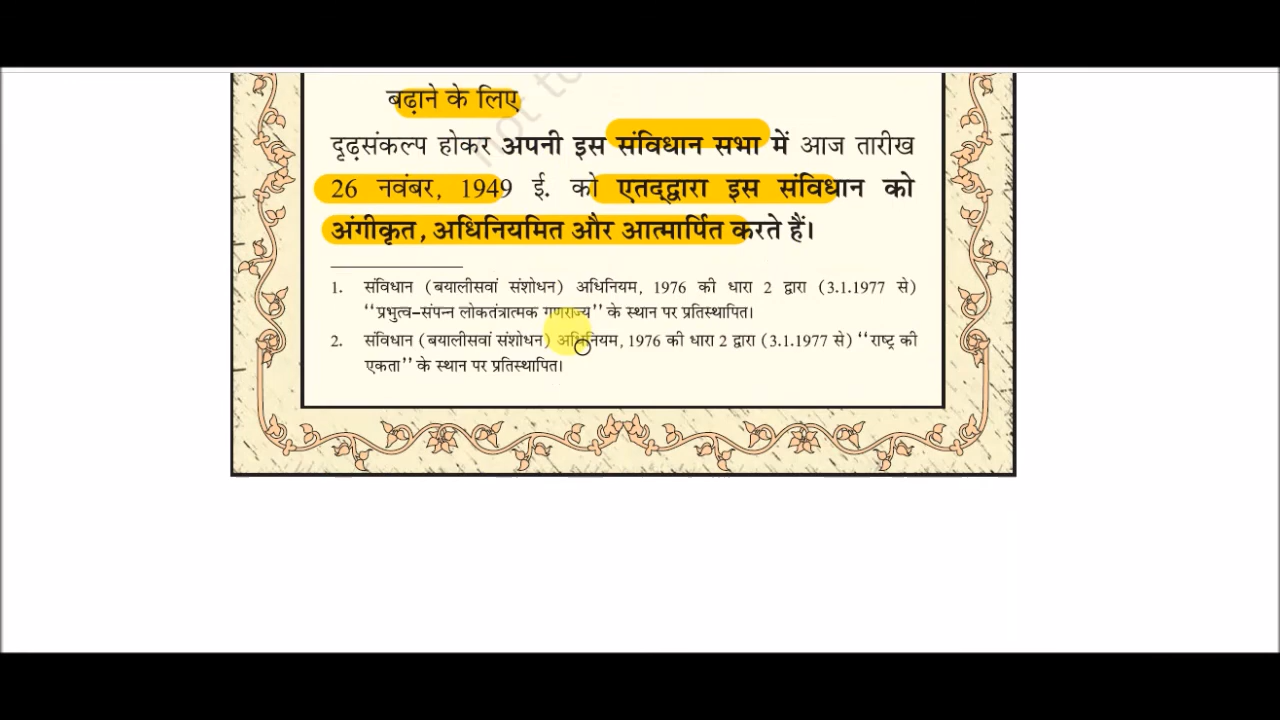 बढ़ाने के लिए
दृढ़संकल्प होकर अपनी इस संविधान सभा में आज तारीख
26 नवंबर, 1949 ई. को एतद्द्वारा इस संविधान को
अंगीकृत, अधिनियमित और आत्मार्पित करते हैं।
1. संविधान (बयालीसवां संशोधन) अधिनियम, 1976 की धारा 2 द्वारा (3.1.1977 से)
“प्रभुत्व-संपन्न लोकतंत्रात्मक गणराज्य” के स्थान पर प्रतिस्थापित।
2. संविधान (बयालीसवां संशोधन) अधिनियम, 1976 की धारा 2 द्वारा (3.1.1977 से) “राष्ट्र की
एकता” के स्थान पर प्रतिस्थापित।
not to